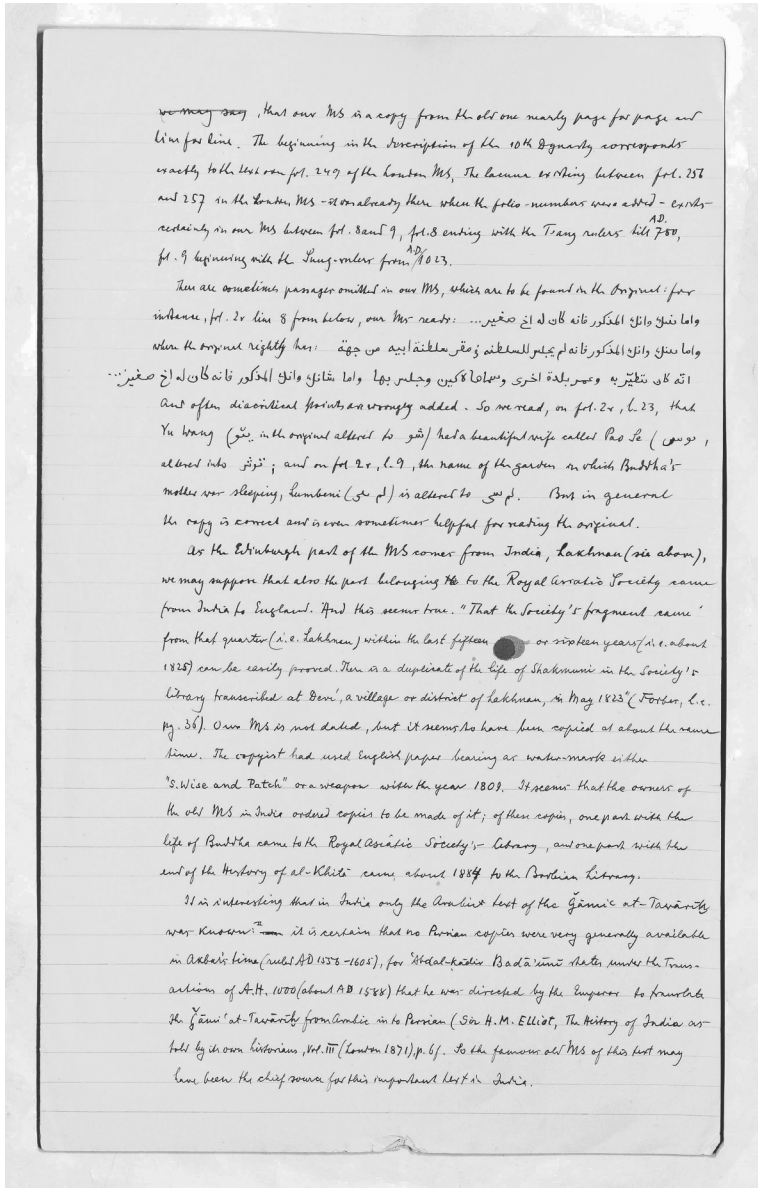 we may say, that our MS is a copy from the old one nearly page for page and
line for line. The beginning in the description of the 10th Dynasty corresponds
exactly to the text on fol. 249 of the London MS, The lacuna existing between fol. 256
and 257 in the London MS - it was already there when the folio-numbers were added - exists
certainly in our MS between fol. 8 and 9, fol. 8 ending with the T'ang rulers till A.D. 780,
fol. 9 beginning with the Sung-rulers from A.D. 1023.
There are sometimes passages omitted in our MS, which are to be found in the Original: for
instance, fol. 2r line 8 from below, our Ms reads: واما وانك المذكور فانه كان له اخ صغير...
where the original rightly has: واما وانك المذكور فانه لم يجلس للسلطنة فى مقر سلطنة ابيه من جهة
انه كان تطيّر به وعمر بلدة اخرى وجلس بها واما وانك المذكور فانه كان له اخ صغير...
And often diacritical points are wrongly added. So we read, on fol. 2r, l. 23, that
Yu Wang ( in th original altered to شو) had a beautiful wife called Pao Se (
altered into ; and on fol 2r, l. 9, the name of the garden in which Buddha's
mother was sleeping, Lumbeni ( ) is altered to . But in general
the copy is correct and is even sometimes helpful for reading the original.
As the Edinburgh part of the MS comes from India, Lakhnau (see above),
we may suppose that also the part belonging to the Royal Asiatic Society came
from India to England. And this seems true. "That the Society's fragment came
from that quarter (i.e. Lakhnau) within the last fifteen or sixteen years (i.e. about
1825) can be easily proved. There is a duplicate of the life of Shakmuni in the Society's
library transcribed at Devi, a village or district of Lakhnau, in May 1823" (Forbes, l.c.
pg. 36). Our MS is not dated, but it seems to have been copied at about the same
time. The copyist had used English paper bearing as water-mark either
"S. Wise and Patch" or a weapon with the year 1809. It seems that the owners of
the old MS in India ordered copies to be made of it; of these copies, one part with the
life of Buddha came to the Royal Asiatic Society's Library, and one part with the
end of the History of al-Khitā came about 1884 to the Bodleian Library.
It is interesting that in India only the Arabic text of the Ǧāmiʿ at-Tawārīḫ
was known: it is certain that no Persian copies were very generally available
in Akbar's time (ruled AD 1556-1605), for ʿAbdal-ḳādir Badāʾūnī states under the Trans-
actions of A.H. 1000 (about AD 1588) that he was directed by the Emperor to translate
the Ǧāmiʿ at-Tawārīḫ from Arabic in to Persian (Sir H. M. Elliot, The History of India as
told by its own historians, Vol. III (London 1871), p. 6). So the famous old MS of this text may
have been the chief source for this important text in India.